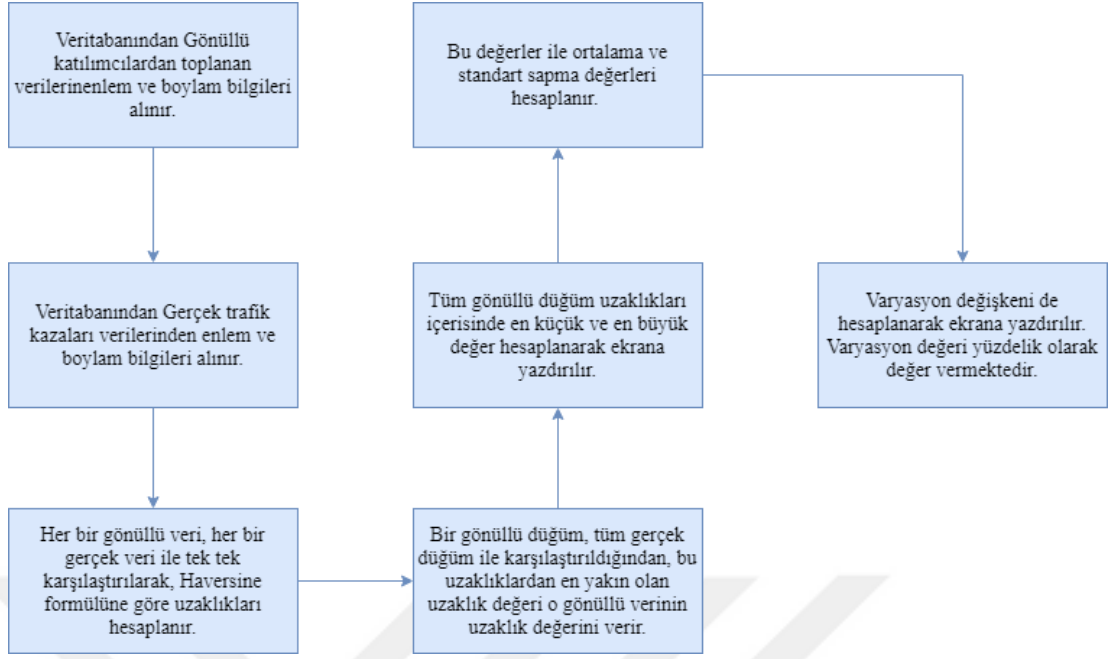 Veritabanından Gönüllü
katılımcılardan toplanan
verilerinenlem ve boylam bilgileri
alınır.
Veritabanından Gerçek trafik
kazaları verilerinden enlem ve
boylam bilgileri alınır.
Her bir gönüllü veri, her bir
gerçek veri ile tek tek
karşılaştırılarak, Haversine
formülüne göre uzaklıkları
hesaplanır.
Bir gönüllü düğüm, tüm gerçek
düğüm ile karşılaştırıldığından, bu
uzaklıklardan en yakın olan
uzaklık değeri o gönüllü verinin
uzaklık değerini verir.
Tüm gönüllü düğüm uzaklıkları
içerisinde en küçük ve en büyük
değer hesaplanarak ekrana
yazdırılır.
Bu değerler ile ortalama ve
standart sapma değerleri
hesaplanır.
Varyasyon değişkeni de
hesaplanarak ekrana yazdırılır.
Varyasyon değeri yüzdelik olarak
değer vermektedir.